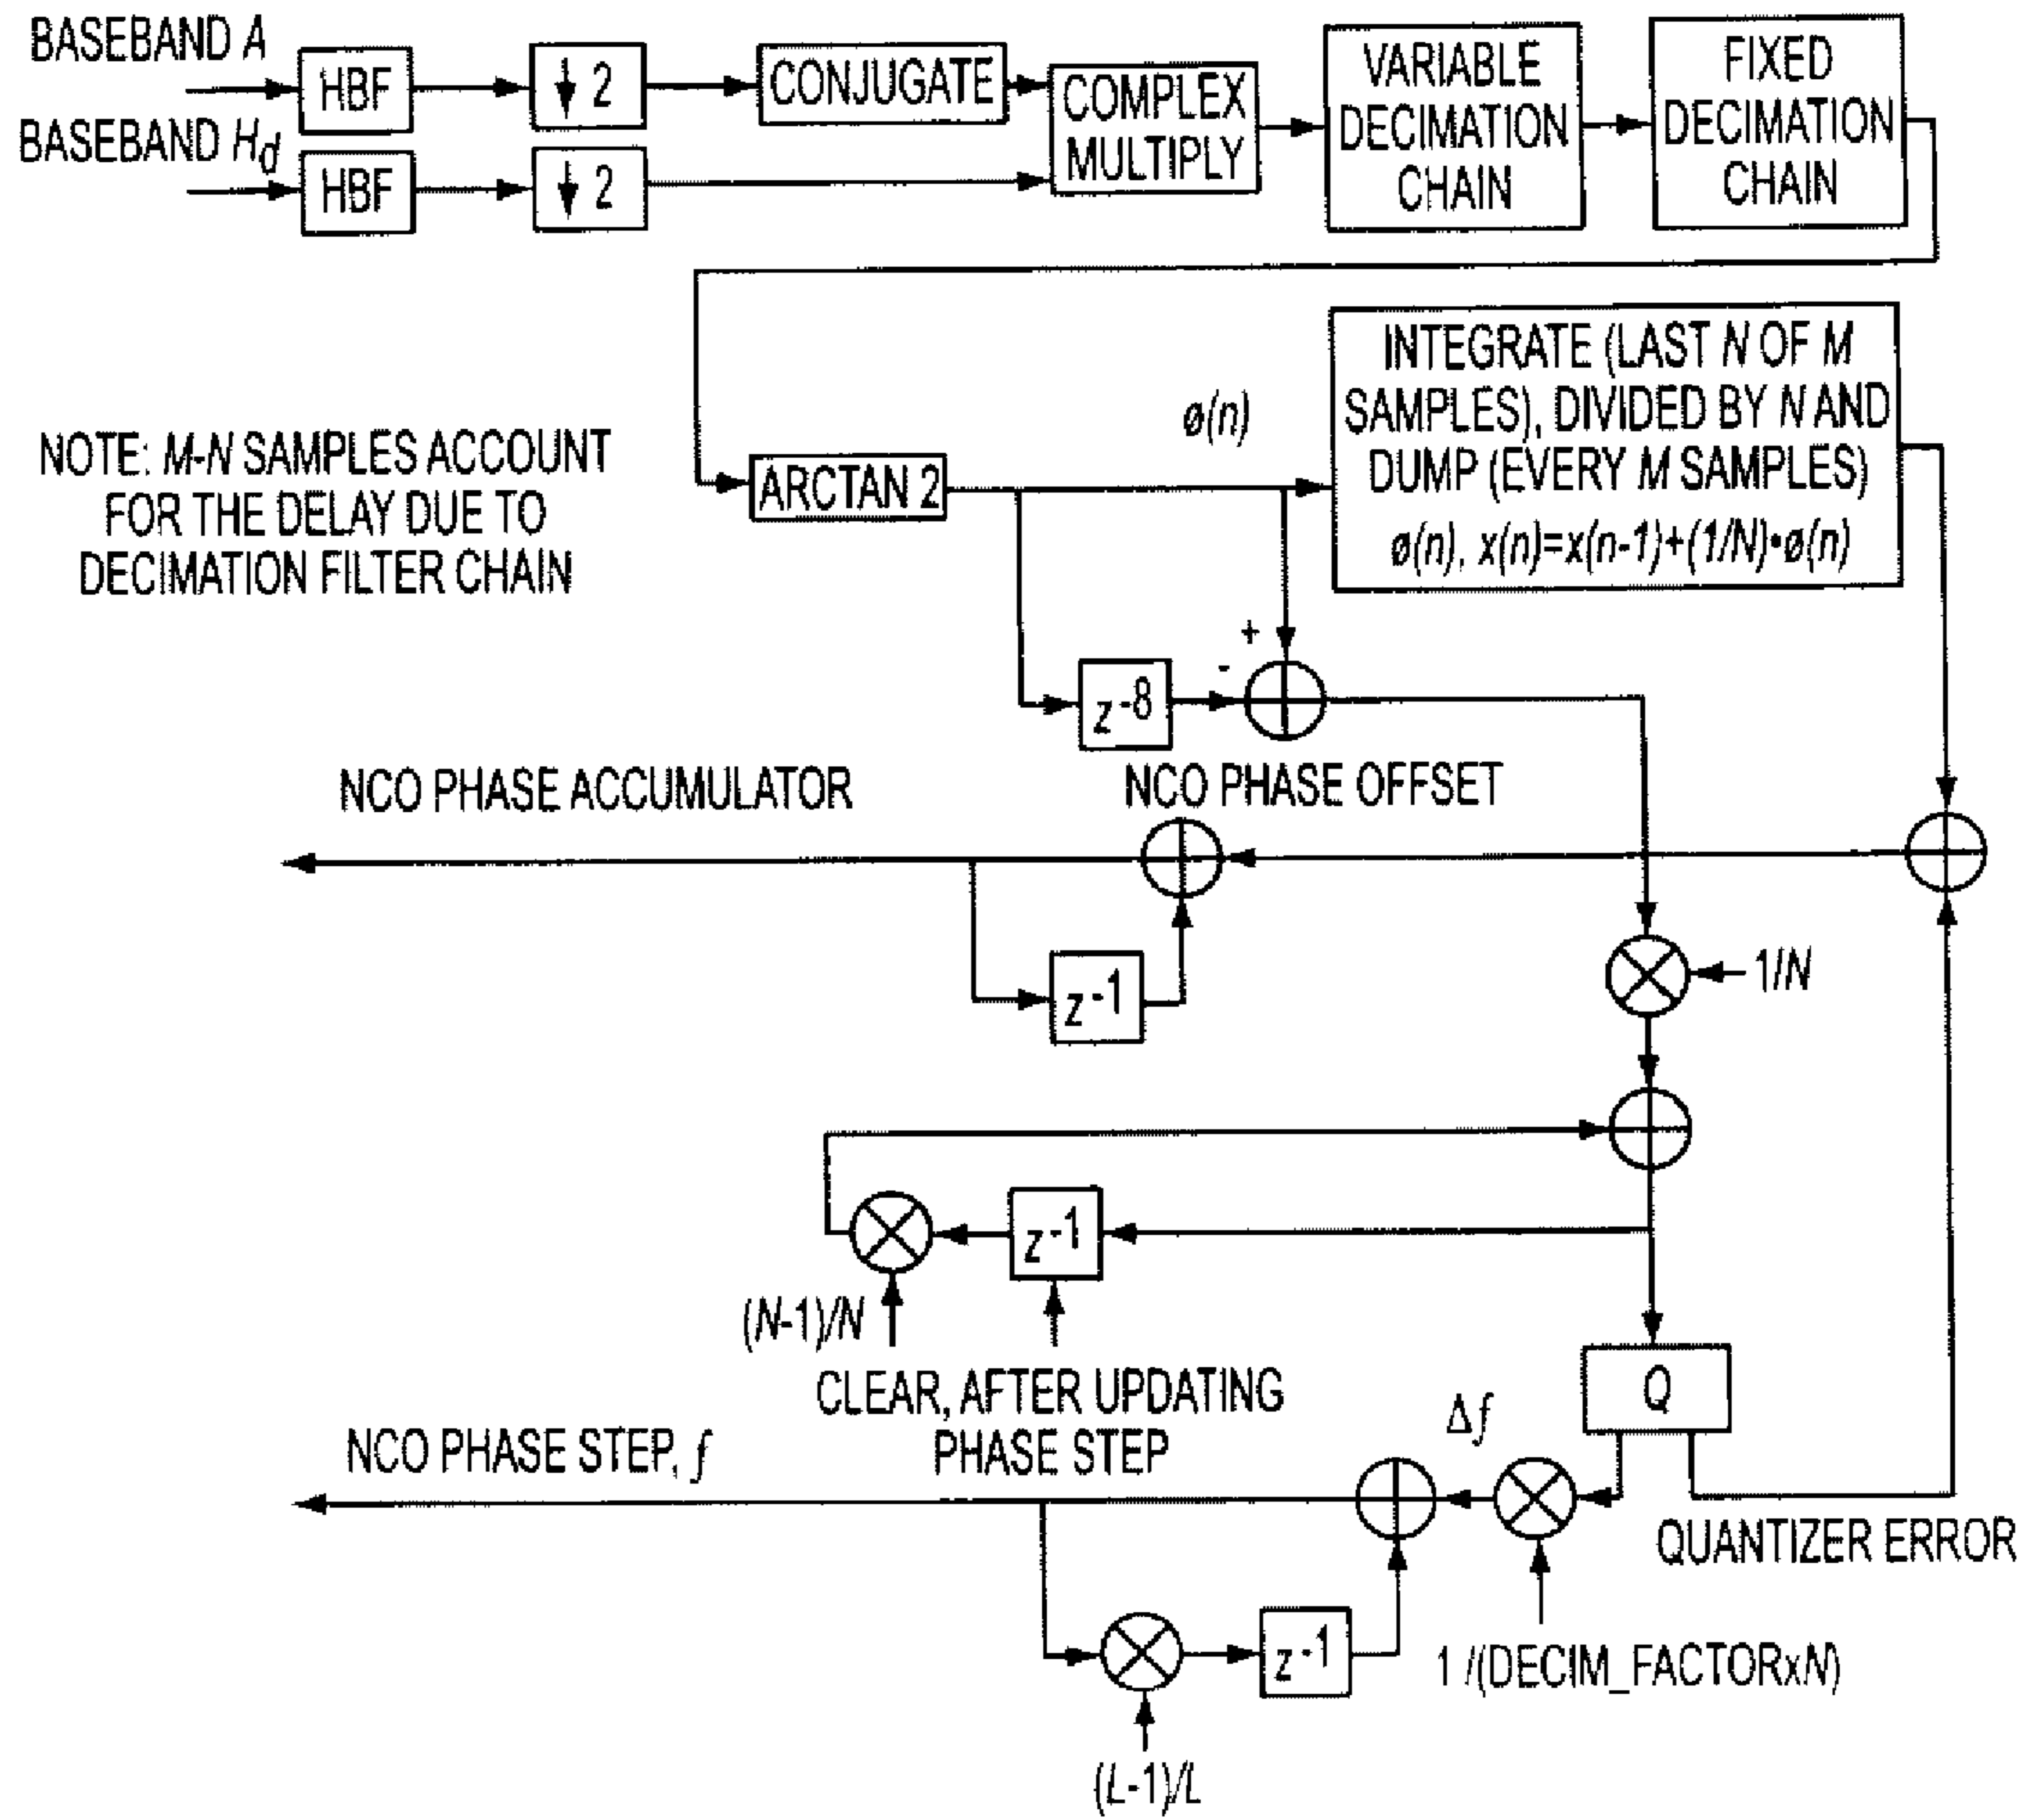 BASEBAND A
HBF
↓ 2
CONJUGATE
COMPLEX
MULTIPLY
VARIABLE
DECIMATION
CHAIN
FIXED
DECIMATION
CHAIN
BASEBAND Hd
HBF
↓ 2
NOTE: M-N SAMPLES ACCOUNT
FOR THE DELAY DUE TO
DECIMATION FILTER CHAIN
ARCTAN 2
ø(n)
INTEGRATE (LAST N OF M
SAMPLES), DIVIDED BY N AND
DUMP (EVERY M SAMPLES)
ø(n), x(n)=x(n-1)+(1/N)•ø(n)
+
-
z-8
NCO PHASE ACCUMULATOR
NCO PHASE OFFSET
z-1
1/N
z-1
(N-1)/N
CLEAR, AFTER UPDATING
PHASE STEP
Q
Δf
NCO PHASE STEP, f
QUANTIZER ERROR
z-1
1 /(DECIM_FACTORxN)
(L-1)/L